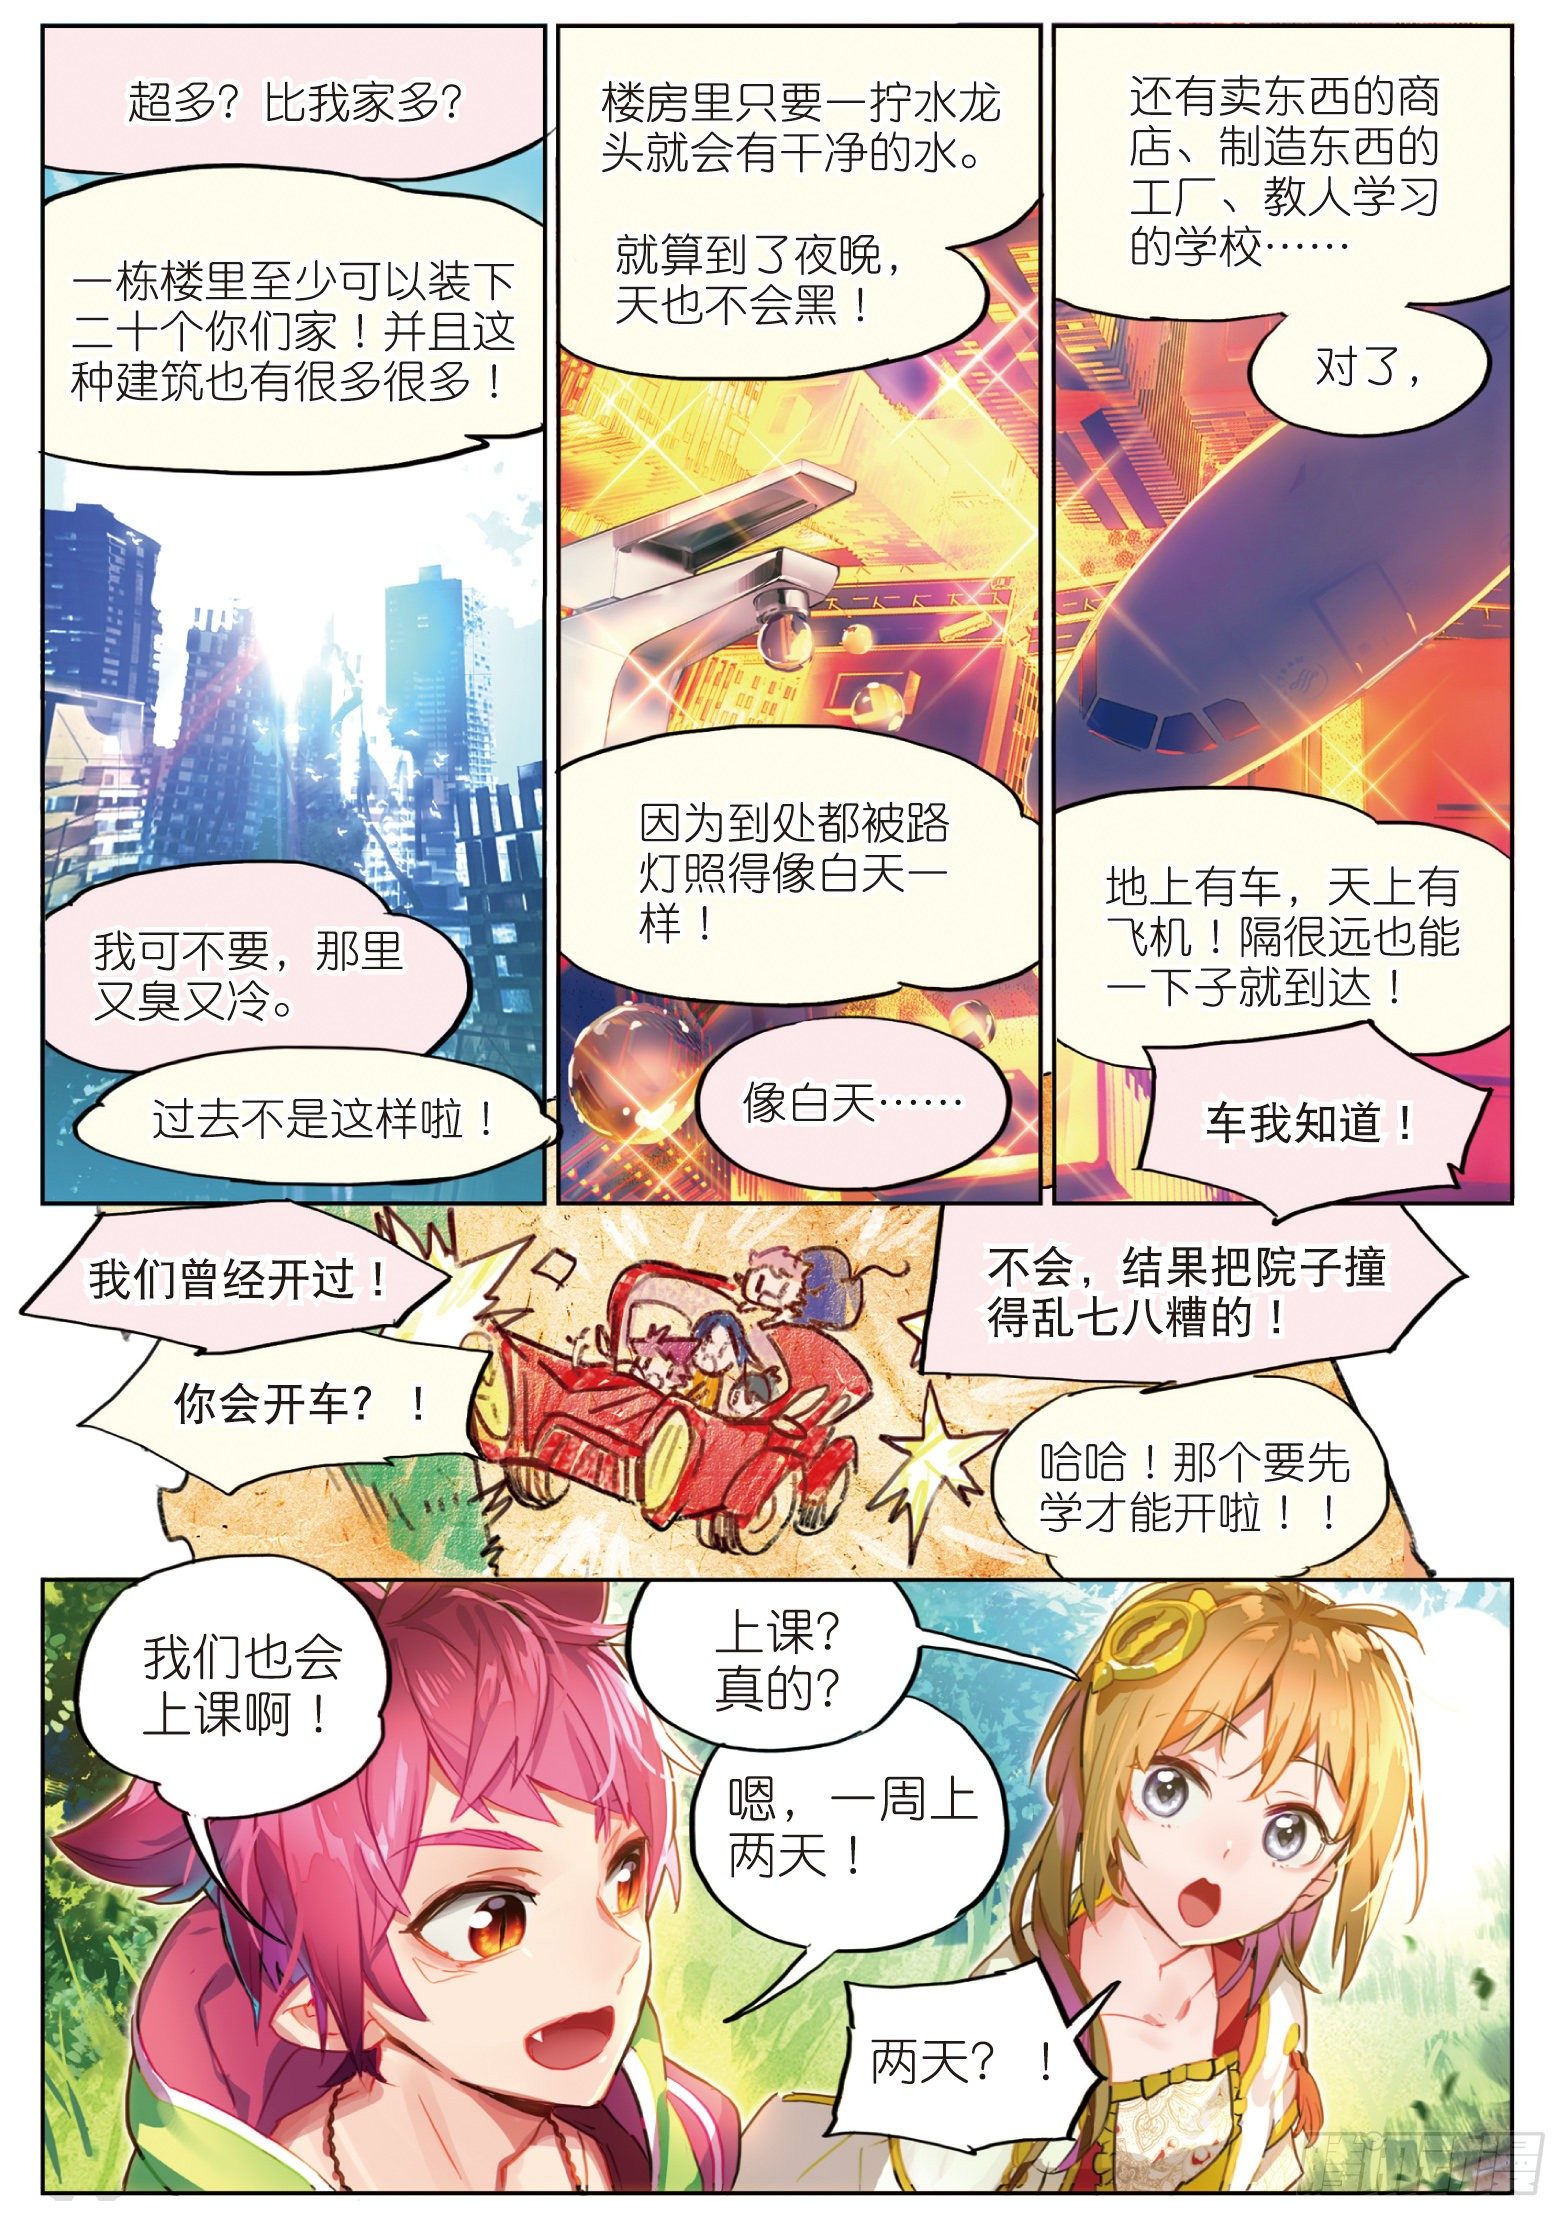 超多？比我家多？
一栋楼里至少可以装下
二十个你们家！并且这
种建筑也有很多很多！
我可不要，那里
又臭又冷。
过去不是这样啦！
楼房里只要一拧水龙
头就会有干净的水。
就算到了夜晚，
天也不会黑！
因为到处都被路
灯照得像白天一
样！
像白天……
还有卖东西的商
店、制造东西的
工厂、教人学习
的学校……
对了，
地上有车，天上有
飞机！隔很远也能
一下子就到达！
车我知道！
我们曾经开过！
你会开车？！
不会，结果把院子撞
得乱七八糟的！
哈哈！那个要先
学才能开啦！！
我们也会
上课啊！
上课？
真的？
嗯，一周上
两天！
两天？！